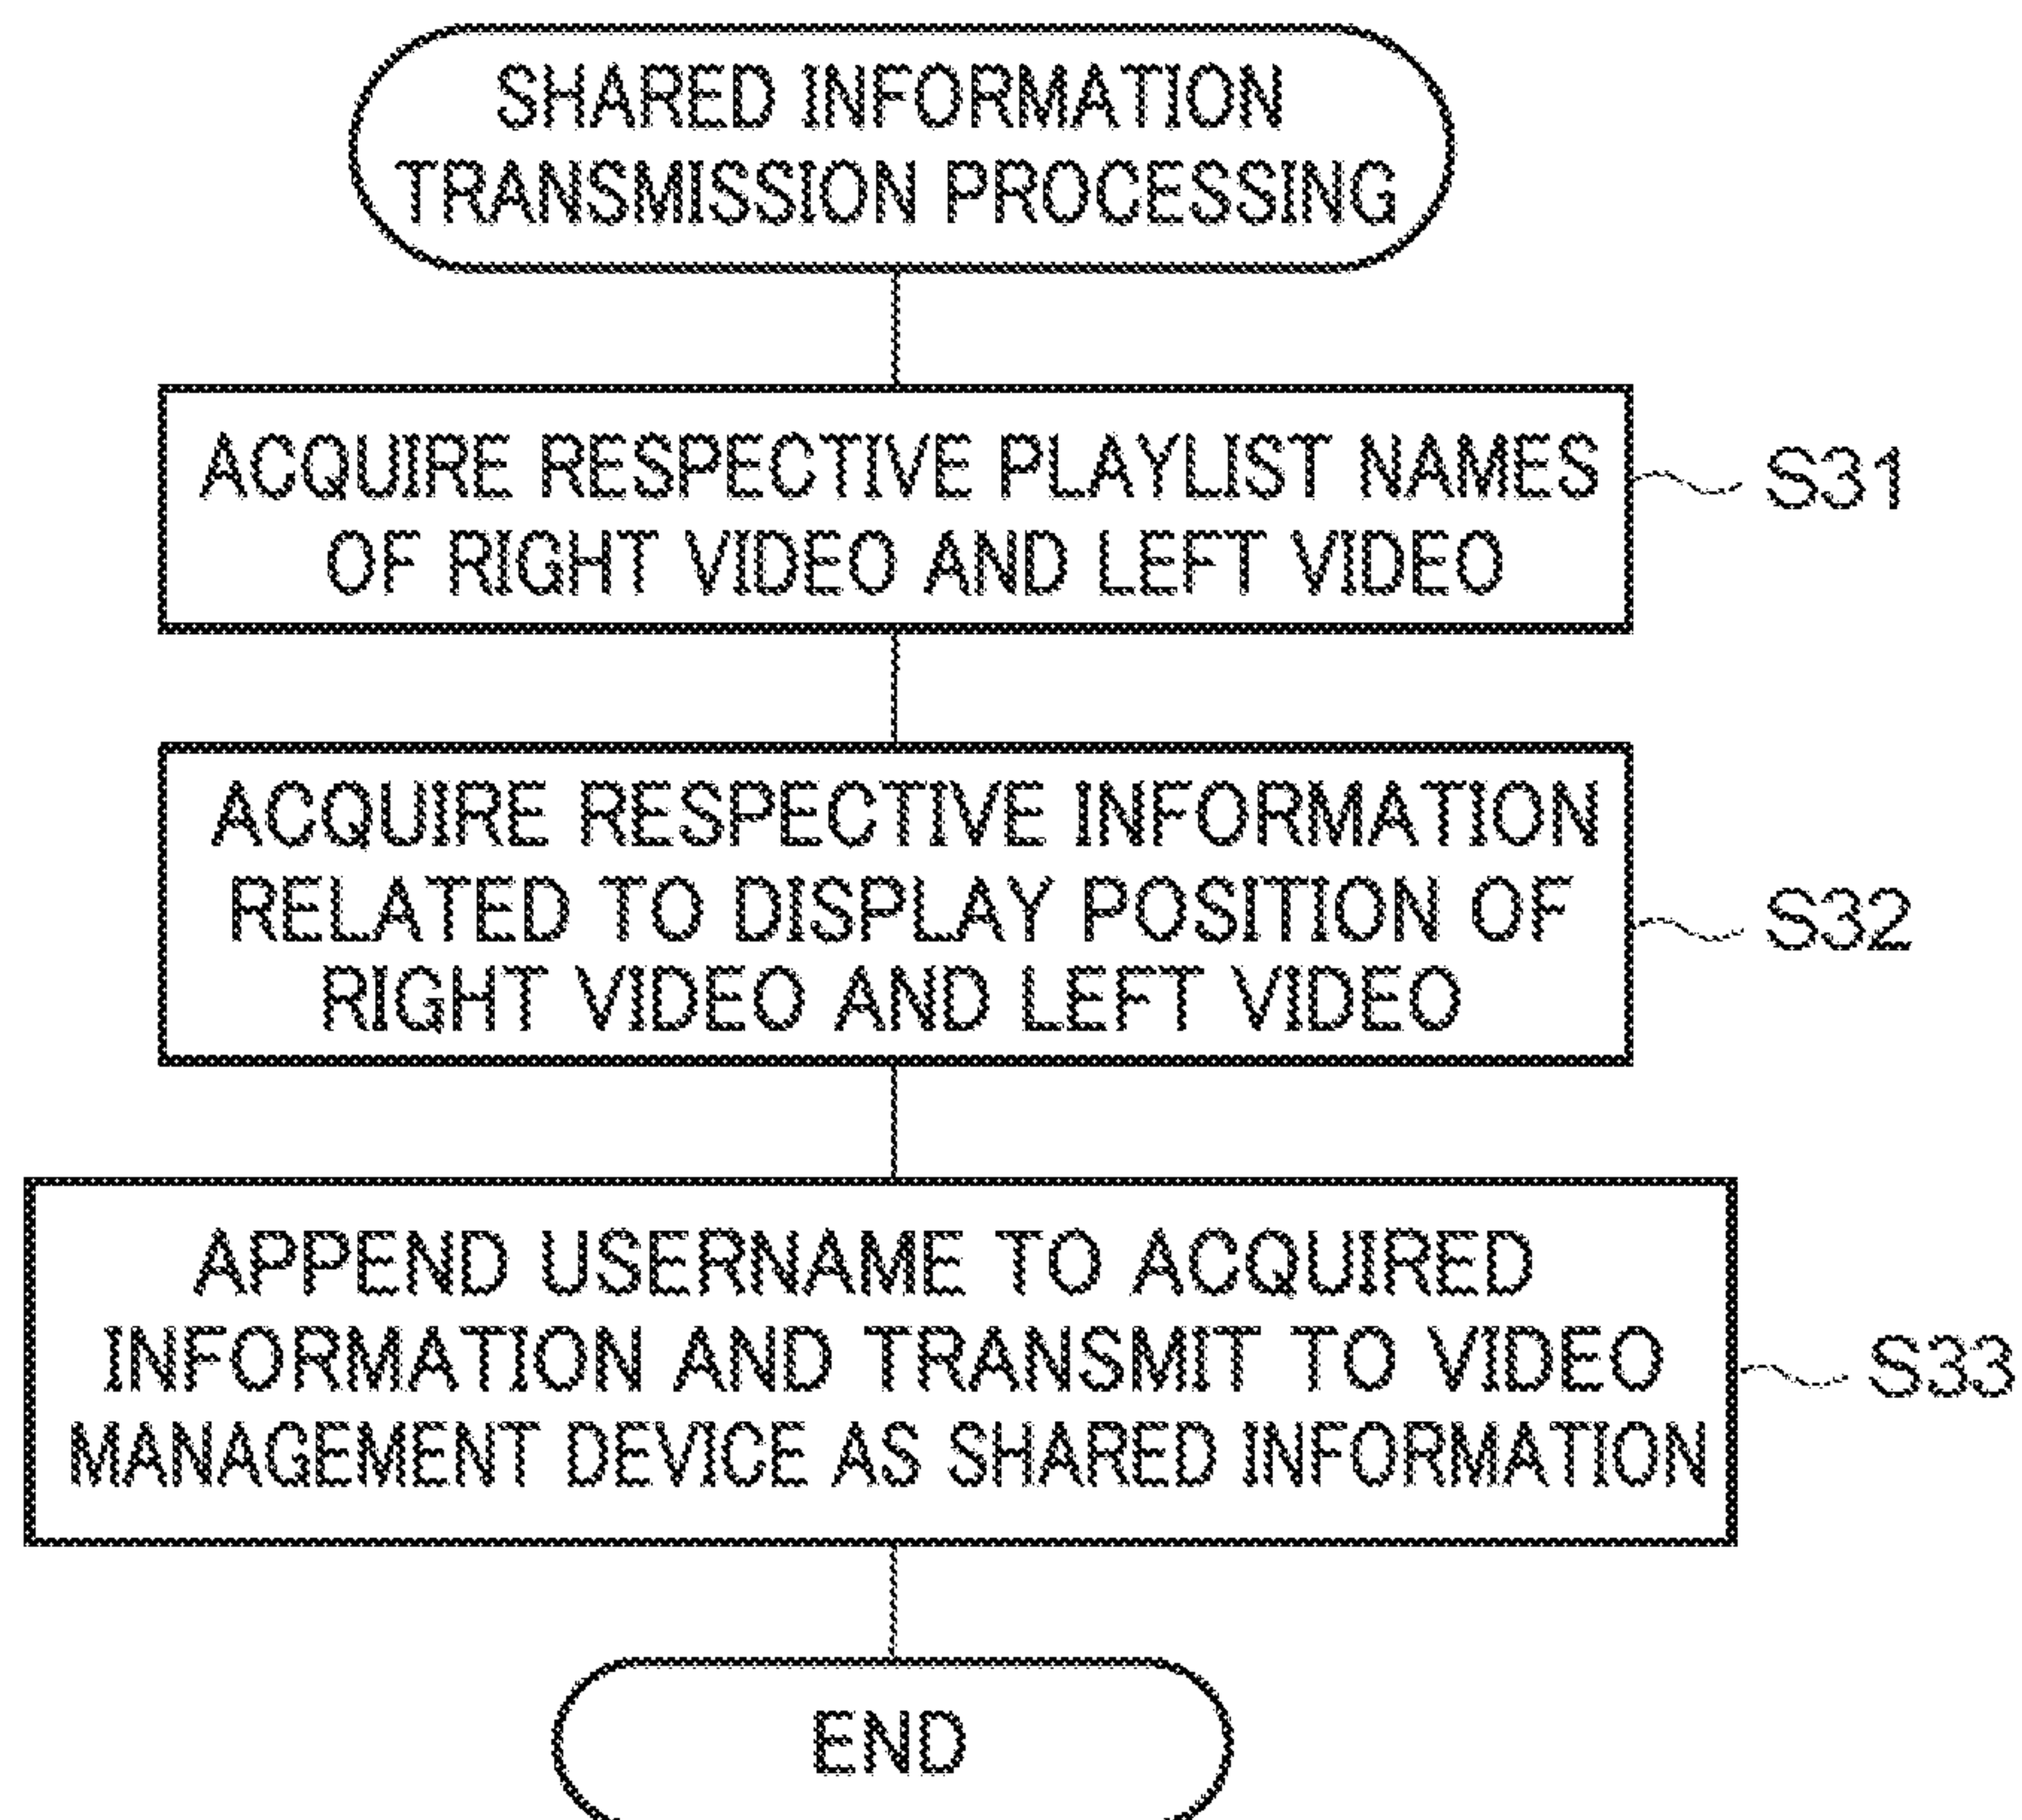 SHARED INFORMATION
TRANSMISSION PROCESSING
ACQUIRE RESPECTIVE PLAYLIST NAMES
OF RIGHT VIDEO AND LEFT VIDEO
S31
ACQUIRE RESPECTIVE INFORMATION
RELATED TO DISPLAY POSITION OF
RIGHT VIDEO AND LEFT VIDEO
S32
APPEND USERNAME TO ACQUIRED
INFORMATION AND TRANSMIT TO VIDEO
MANAGEMENT DEVICE AS SHARED INFORMATION
S33
END